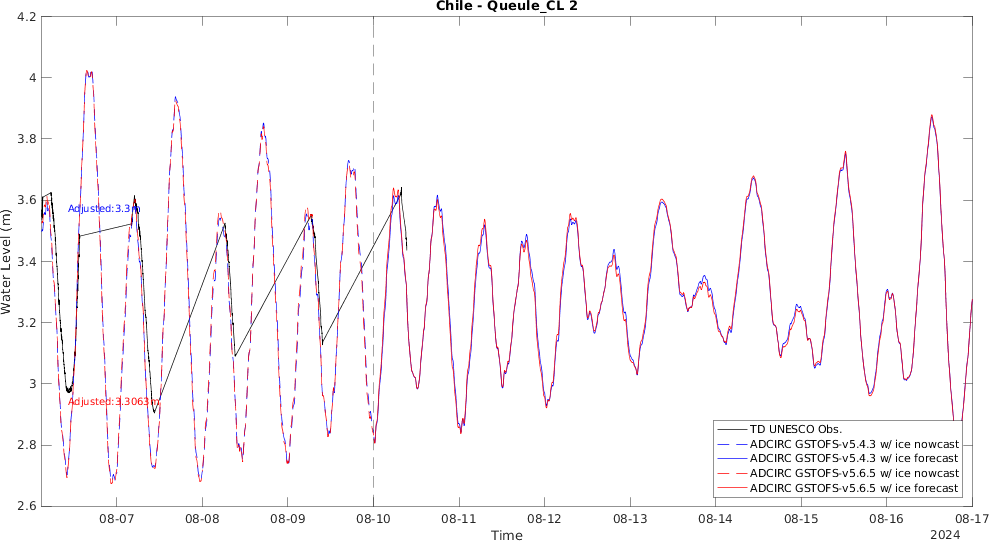 Chile - Queule_CL 2
4.2
4
3.8
3.6
3.4
3.2
3
2.8
2.6
Water Level (m)
Adjusted:3.3m
Adjusted:3.3063m
TD UNESCO Obs.
ADCIRC GSTOFS-v5.4.3 w/ ice nowcast
ADCIRC GSTOFS-v5.4.3 w/ ice forecast
ADCIRC GSTOFS-v5.6.5 w/ ice nowcast
ADCIRC GSTOFS-v5.6.5 w/ ice forecast
08-07 08-08 08-09 08-10 08-11 08-12 08-13 08-14 08-15 08-16 08-17
Time
2024